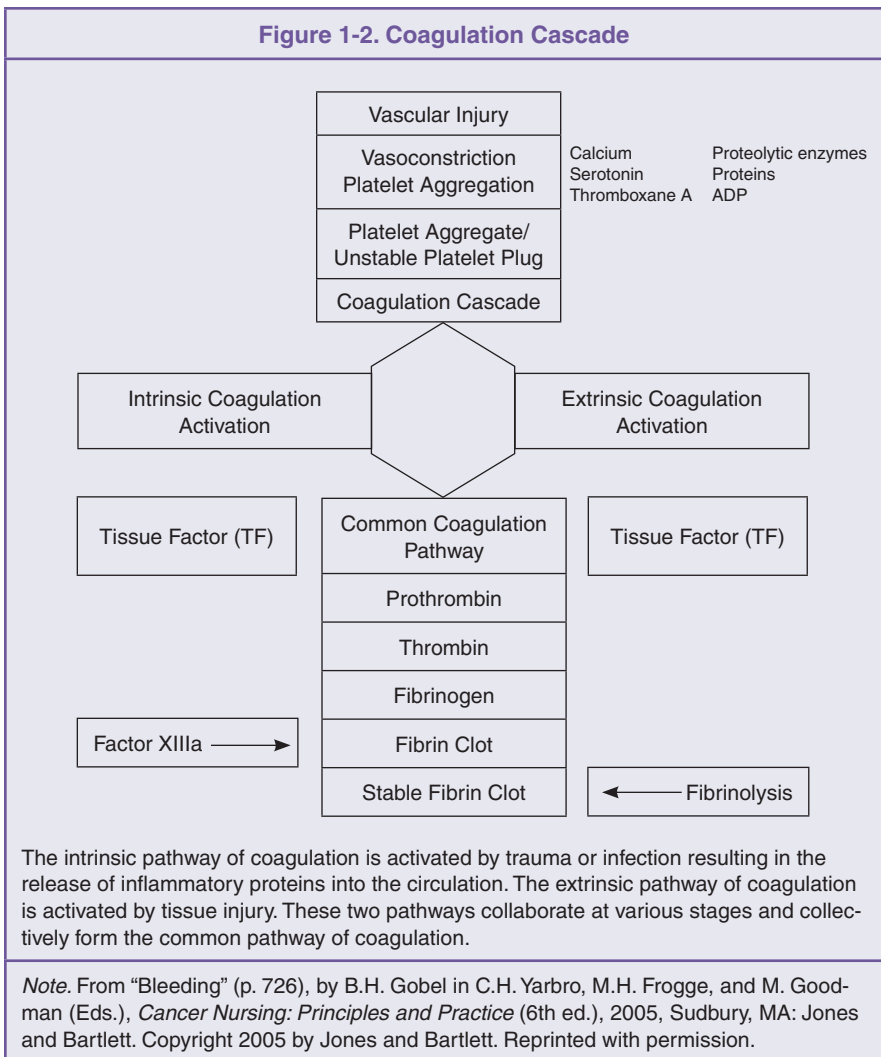 Figure 1-2. Coagulation Cascade
Vascular Injury
Vasoconstriction
Platelet Aggregation
Calcium
Serotonin
Thromboxane A
Proteolytic enzymes
Proteins
ADP
Platelet Aggregate/
Unstable Platelet Plug
Coagulation Cascade
Intrinsic Coagulation
Activation
Extrinsic Coagulation
Activation
Tissue Factor (TF)
Common Coagulation
Pathway
Tissue Factor (TF)
Prothrombin
Thrombin
Fibrinogen
Factor XIIIa
Fibrin Clot
Stable Fibrin Clot
Fibrinolysis
The intrinsic pathway of coagulation is activated by trauma or infection resulting in the
release of inflammatory proteins into the circulation. The extrinsic pathway of coagulation
is activated by tissue injury. These two pathways collaborate at various stages and collec-
tively form the common pathway of coagulation.
Note. From “Bleeding” (p. 726), by B.H. Gobel in C.H. Yarbro, M.H. Frogge, and M. Good-
man (Eds.), Cancer Nursing: Principles and Practice (6th ed.), 2005, Sudbury, MA: Jones
and Bartlett. Copyright 2005 by Jones and Bartlett. Reprinted with permission.